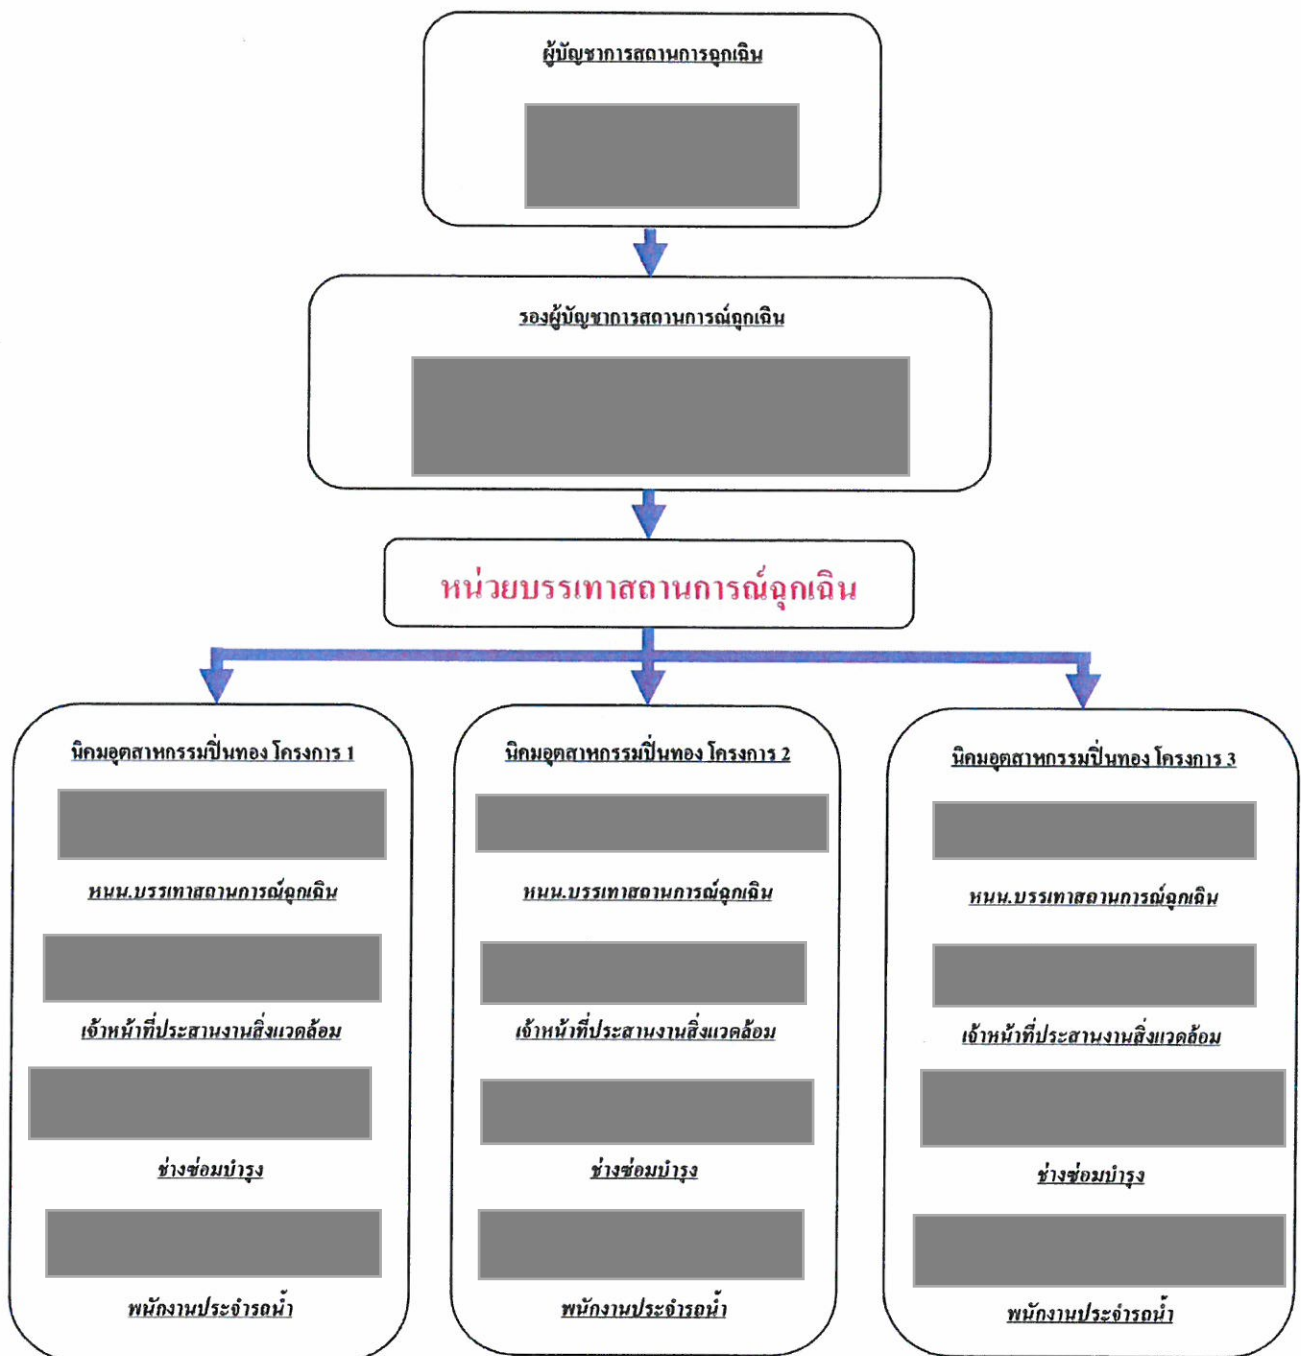 ผู้บัญชาการสถานการฉุกเฉิน
รองผู้บัญชาการสถานการณ์ฉุกเฉิน
หน่วยบรรเทาสถานการณ์ฉุกเฉิน
นิคมอุตสาหกรรมปิ่นทอง โครงการ 1
หนน.บรรเทาสถานการณ์ฉุกเฉิน
เจ้าหน้าที่ประสานงานสิ่งแวดล้อม
ช่างซ่อมบำรุง
พนักงานประจำรถน้ำ
นิคมอุตสาหกรรมปิ่นทอง โครงการ 2
หนน.บรรเทาสถานการณ์ฉุกเฉิน
เจ้าหน้าที่ประสานงานสิ่งแวดล้อม
ช่างซ่อมบำรุง
พนักงานประจำรถน้ำ
นิคมอุตสาหกรรมปิ่นทอง โครงการ 3
หนน.บรรเทาสถานการณ์ฉุกเฉิน
เจ้าหน้าที่ประสานงานสิ่งแวดล้อม
ช่างซ่อมบำรุง
พนักงานประจำรถน้ำ